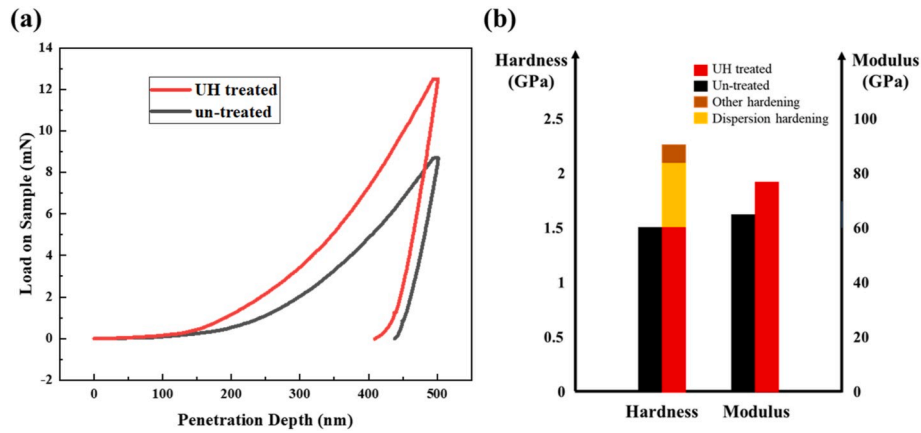 (a)
14
12
10
8
6
4
2
0
-2
Load on Sample (mN)
UH treated
un-treated
0
100
200
300
400
500
Penetration Depth (nm)
(b)
Hardness
(GPa)
Modulus
(GPa)
UH treated
Un-treated
Other hardening
Dispersion hardening
2.5
2
1.5
1
0.5
0
100
80
60
40
20
0
Hardness
Modulus